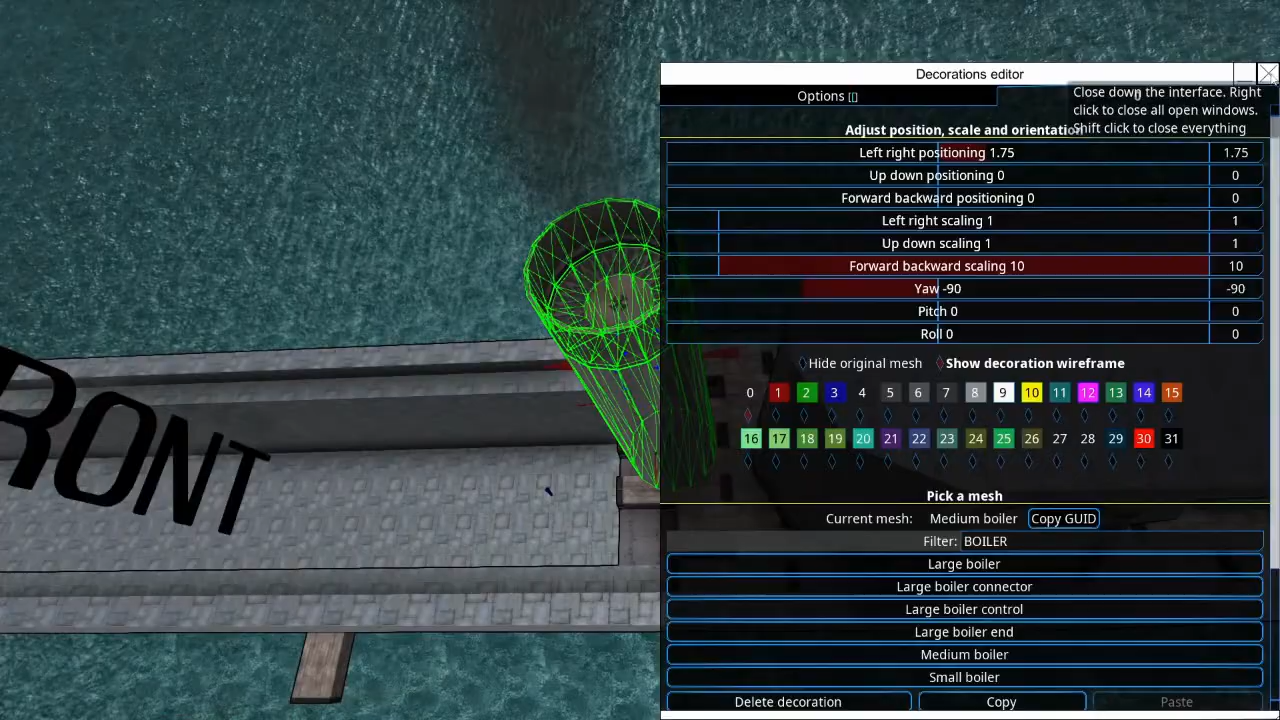 Decorations editor
Options [[]
Close down the interface. Right
click to close all open windows.
Shift click to close everything
Adjust position, scale and orientation
Left right positioning 1.75 1.75
Up down positioning 0 0
Forward backward positioning 0 0
Left right scaling 1 1
Up down scaling 1 1
Forward backward scaling 10 10
Yaw -90 -90
Pitch 0 0
Roll 0 0
Hide original mesh Show decoration wireframe
0 1 2 3 4 5 6 7 8 9 10 11 12 13 14 15
16 17 18 19 20 21 22 23 24 25 26 27 28 29 30 31
Pick a mesh
Current mesh: Medium boiler Copy GUID
Filter: BOILER
Large boiler
Large boiler connector
Large boiler control
Large boiler end
Medium boiler
Small boiler
Delete decoration Copy Paste
RONT